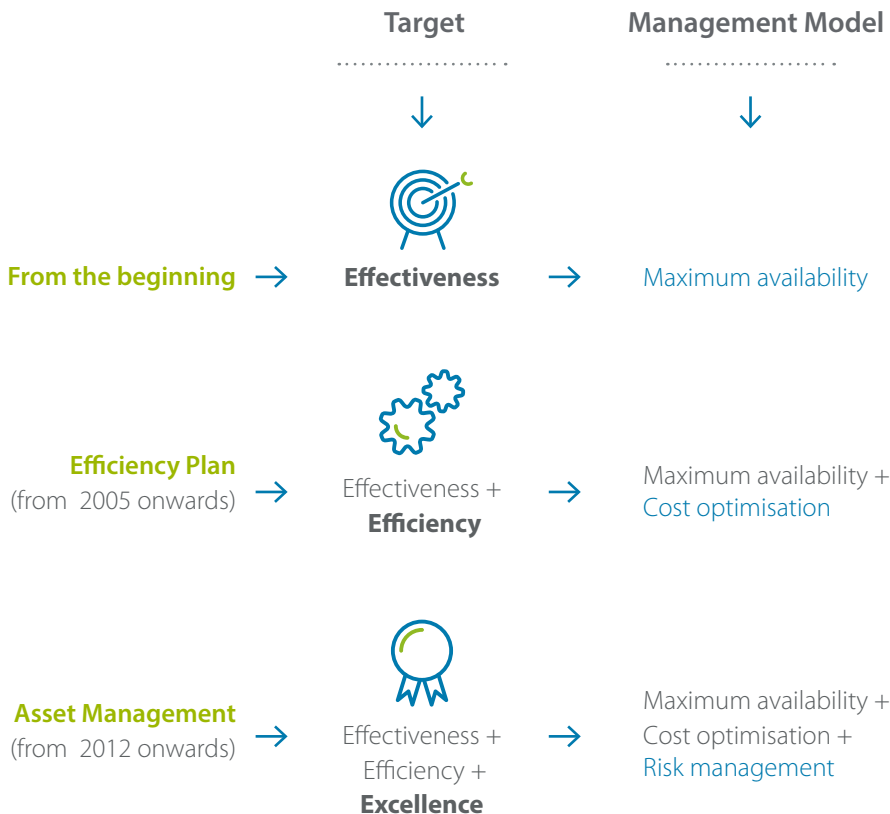 Target
Management Model
From the beginning
Effectiveness
Maximum availability
Efficiency Plan
(from 2005 onwards)
Effectiveness +
Efficiency
Maximum availability +
Cost optimisation
Asset Management
(from 2012 onwards)
Effectiveness +
Efficiency +
Excellence
Maximum availability +
Cost optimisation +
Risk management